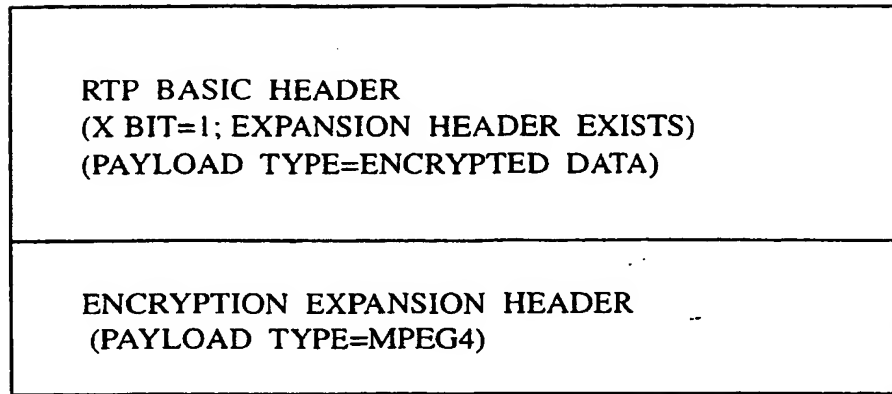 RTP BASIC HEADER
(X BIT=1; EXPANSION HEADER EXISTS)
(PAYLOAD TYPE=ENCRYPTED DATA)
ENCRYPTION EXPANSION HEADER
(PAYLOAD TYPE=MPEG4)